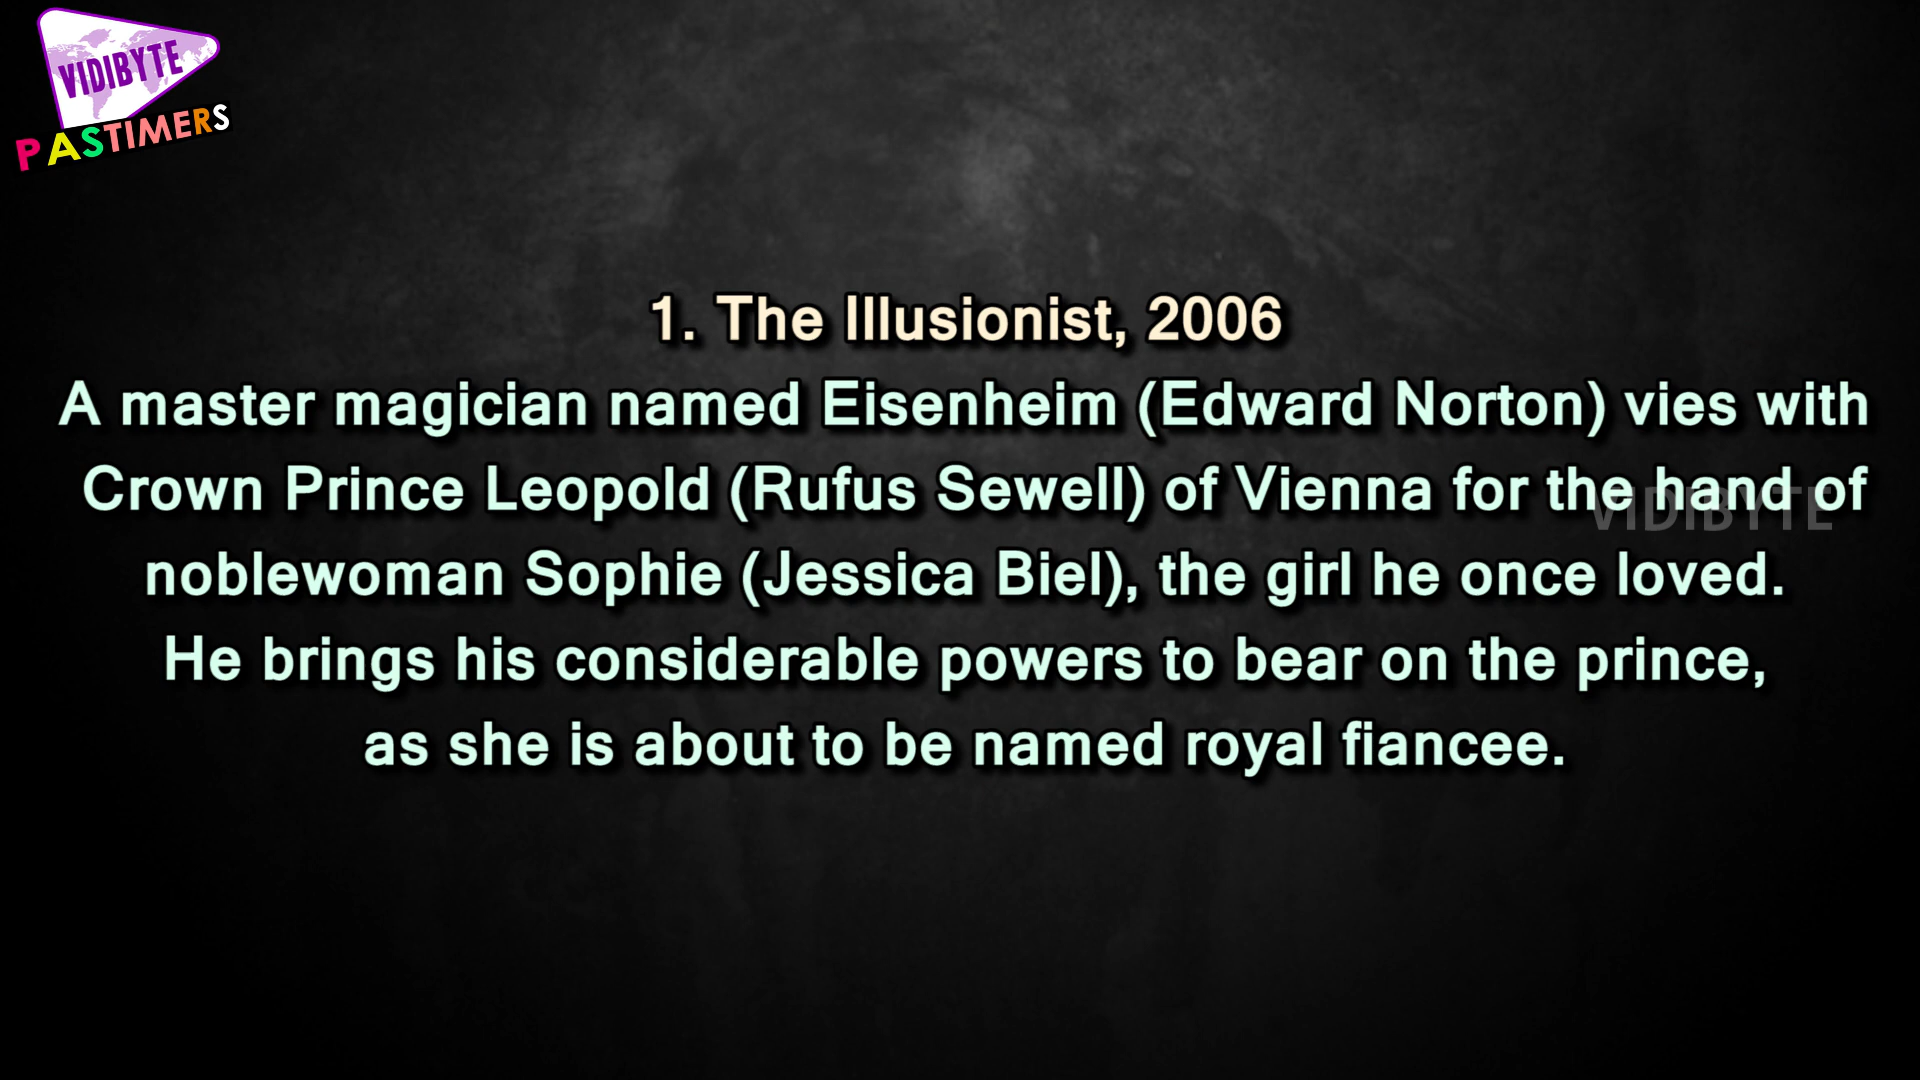 VIDIBYTE
PASTIMERS
1. The Illusionist, 2006
A master magician named Eisenheim (Edward Norton) vies with
Crown Prince Leopold (Rufus Sewell) of Vienna for the hand of
VIDIBYTE
noblewoman Sophie (Jessica Biel), the girl he once loved.
He brings his considerable powers to bear on the prince,
as she is about to be named royal fiancee.